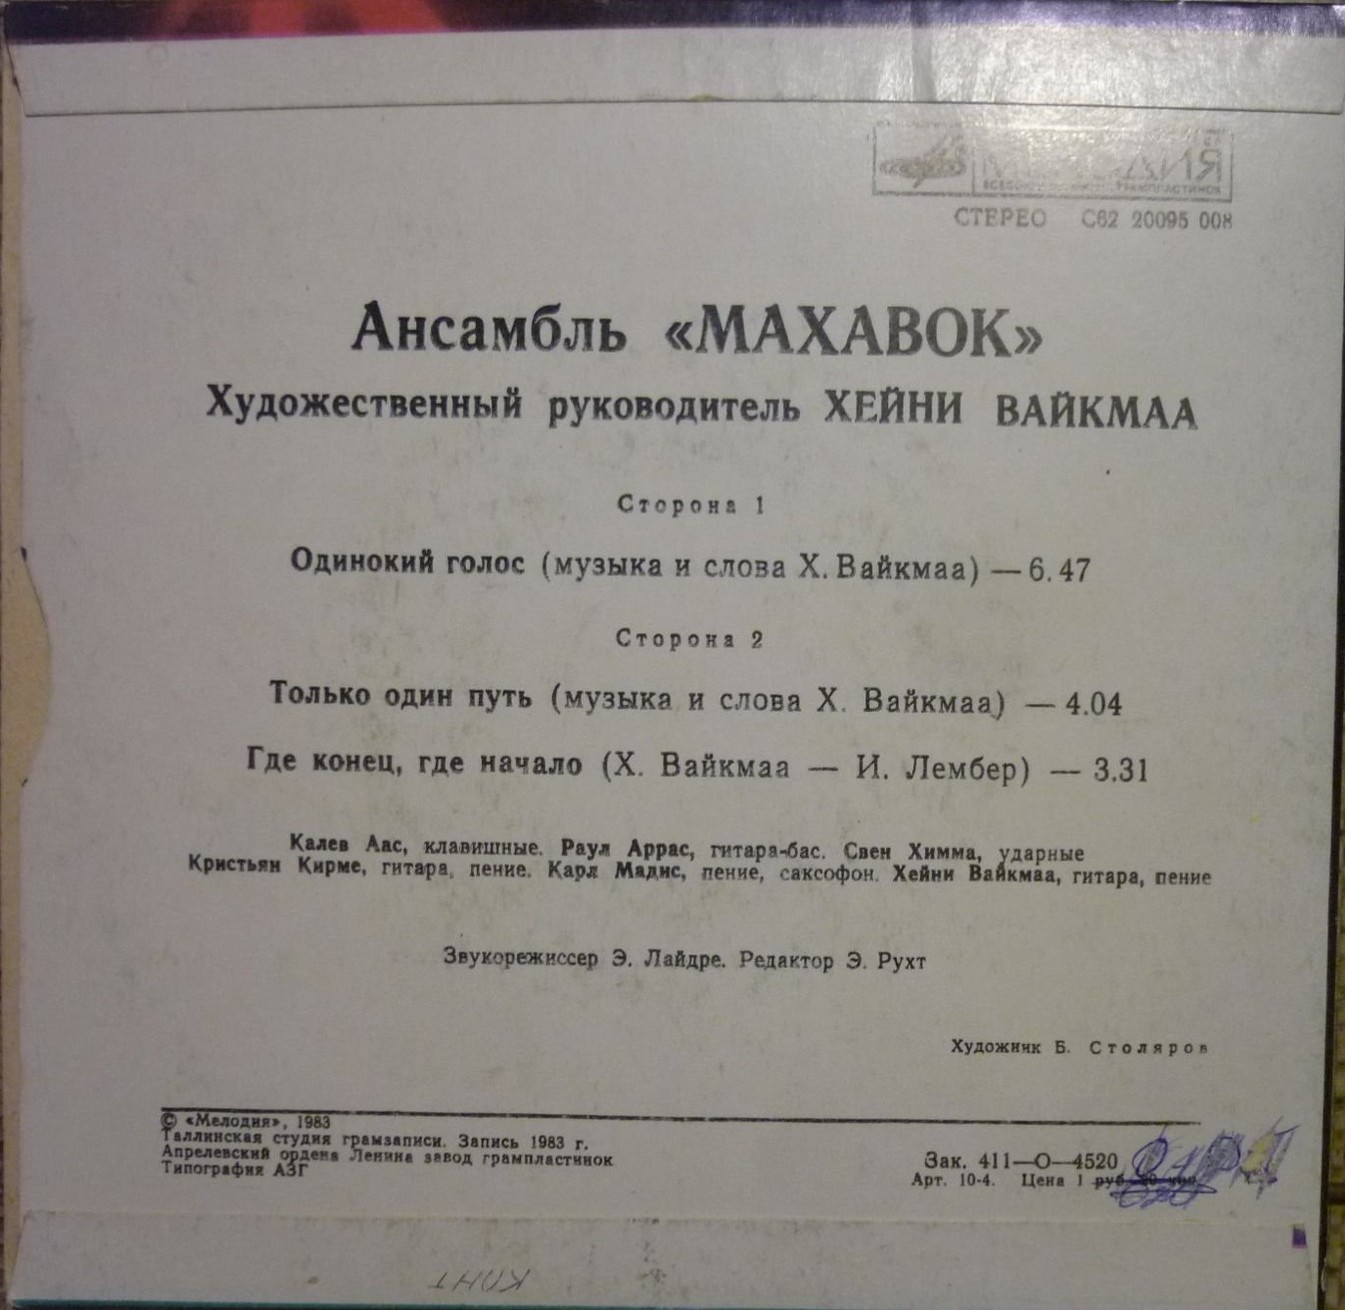 МЕЛОДИЯ
СТЕРЕО С62 20095 008
Ансамбль «МАХАВОК»
Художественный руководитель ХЕЙНИ ВАЙКМАА
Сторона 1
Одинокий голос (музыка и слова Х. Вайкмаа) — 6.47
Сторона 2
Только один путь (музыка и слова Х. Вайкмаа) — 4.04
Где конец, где начало (Х. Вайкмаа — И. Лембер) — 3.31
Калев Аас, клавишные. Раул Аррас, гитара-бас. Свен Химма, ударные
Кристьян Кирме, гитара, пение. Карл Мадис, пение, саксофон. Хейни Вайкмаа, гитара, пение
Звукорежиссер Э. Лайдре. Редактор Э. Рухт
Художник Б. Столяров
© «Мелодия», 1983
Таллинская студия грамзаписи. Запись 1983 г.
Апрелевский ордена Ленина завод грампластинок
Типография АЗГ
Зак. 411—О—4520
Арт. 10-4. Цена 1 руб.